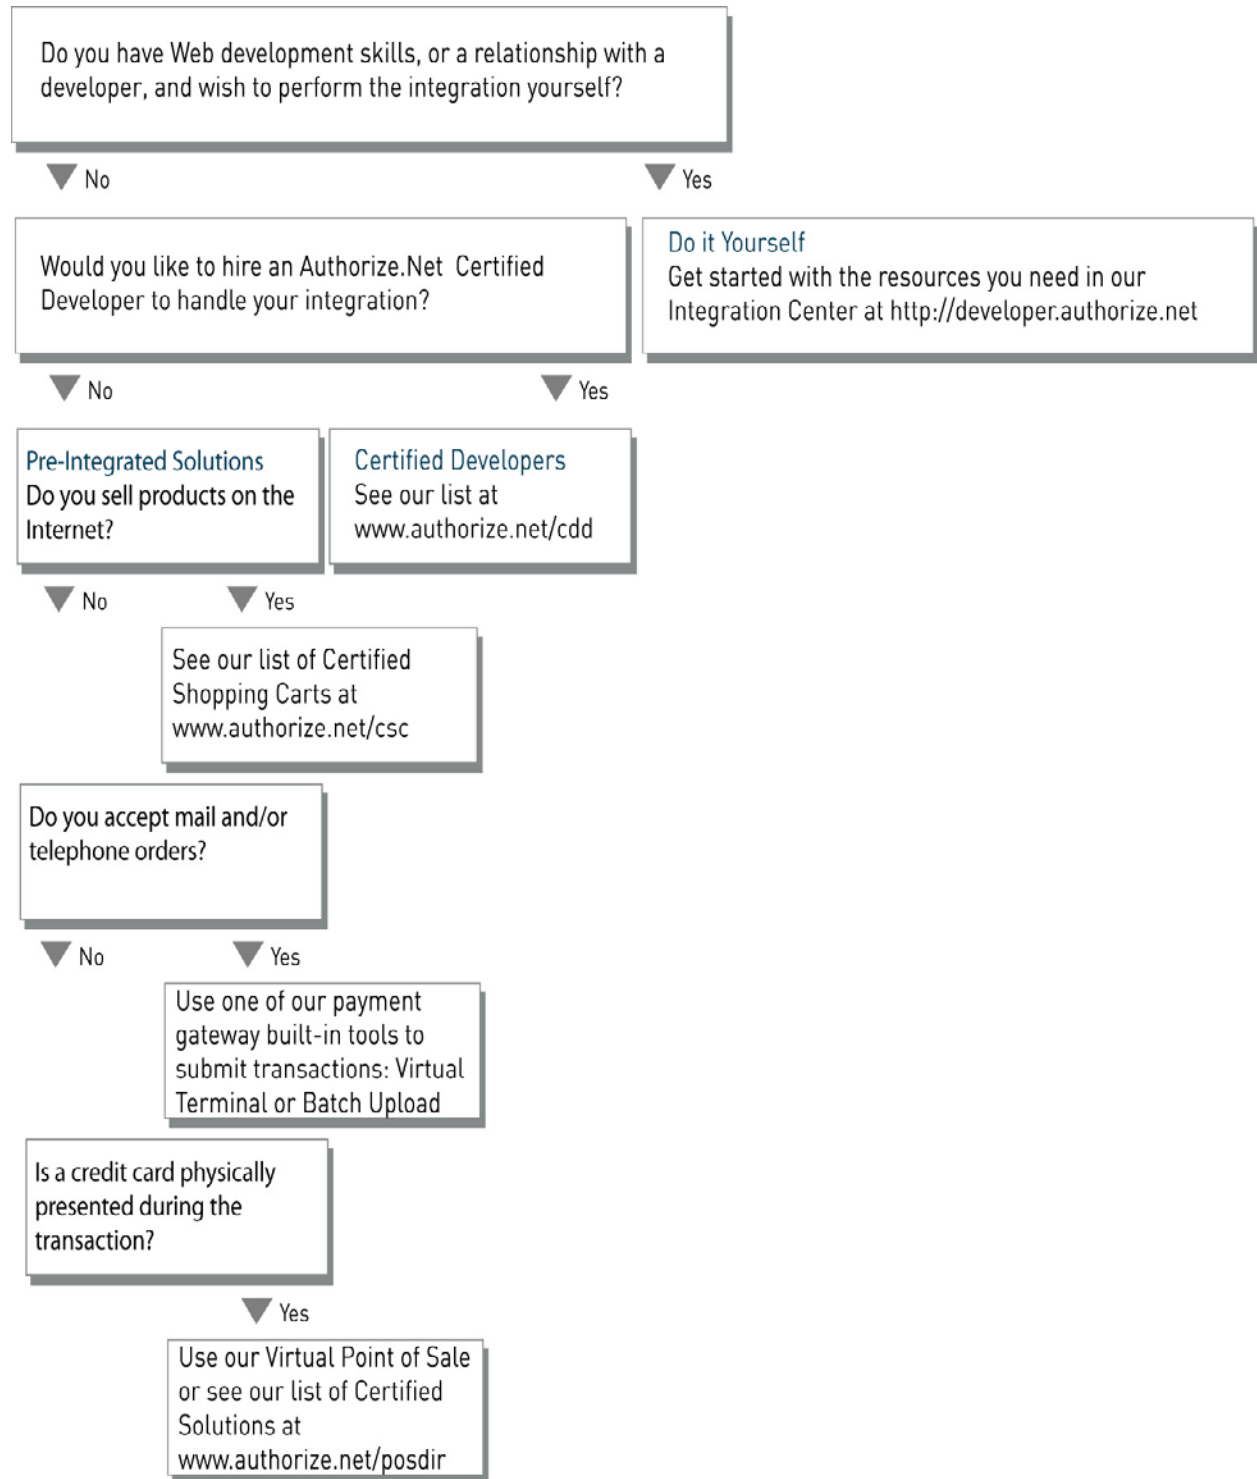 Do you have Web development skills, or a relationship with a
developer, and wish to perform the integration yourself?
No
Yes
Would you like to hire an Authorize.Net Certified
Developer to handle your integration?
Do it Yourself
Get started with the resources you need in our
Integration Center at http://developer.authorize.net
No
Yes
Pre-Integrated Solutions
Do you sell products on the
Internet?
Certified Developers
See our list at
www.authorize.net/cdd
No
Yes
See our list of Certified
Shopping Carts at
www.authorize.net/csc
Do you accept mail and/or
telephone orders?
No
Yes
Use one of our payment
gateway built-in tools to
submit transactions: Virtual
Terminal or Batch Upload
Is a credit card physically
presented during the
transaction?
Yes
Use our Virtual Point of Sale
or see our list of Certified
Solutions at
www.authorize.net/posdir